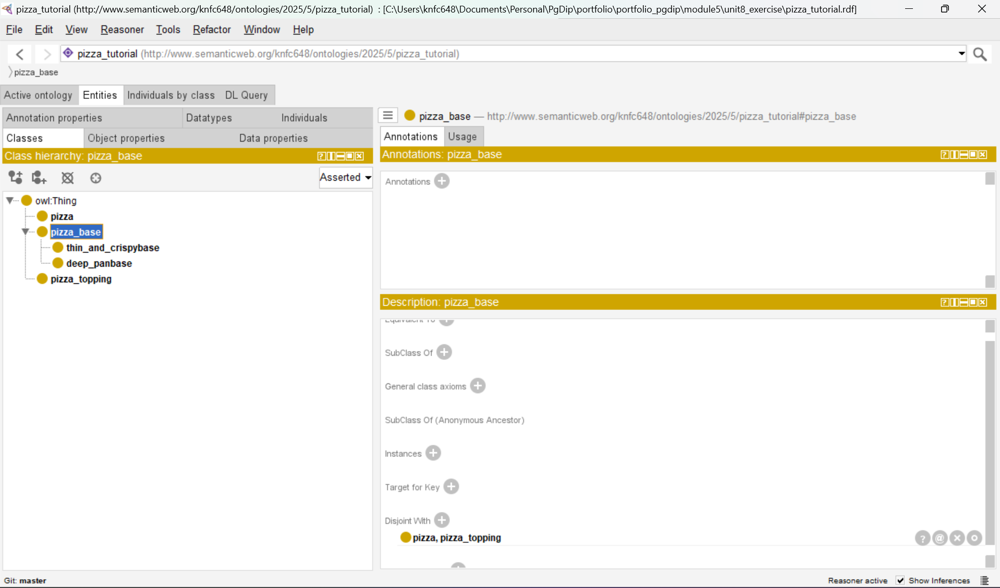 pizza_tutorial (http://www.semanticweb.org/knfc648/ontologies/2025/5/pizza_tutorial) : [C:\Users\knfc648\Documents\Personal\PgDip\portfolio\portfolio_pgdip\module5\unit8_exercise\pizza_tutorial.rdf]
File Edit View Reasoner Tools Refactor Window Help
pizza_tutorial (http://www.semanticweb.org/knfc648/ontologies/2025/5/pizza_tutorial)
pizza_base
Active ontology Entities Individuals by class DL Query
Annotation properties Datatypes Individuals
Classes Object properties Data properties
Class hierarchy: pizza_base
Asserted
owl:Thing
pizza
pizza_base
thin_and_crispybase
deep_panbase
pizza_topping
pizza_base — http://www.semanticweb.org/knfc648/ontologies/2025/5/pizza_tutorial#pizza_base
Annotations Usage
Annotations: pizza_base
Annotations
Description: pizza_base
Equivalent To
SubClass Of
General class axioms
SubClass Of (Anonymous Ancestor)
Instances
Target for Key
Disjoint With
pizza, pizza_topping
Git: master
Reasoner active Show Inferences